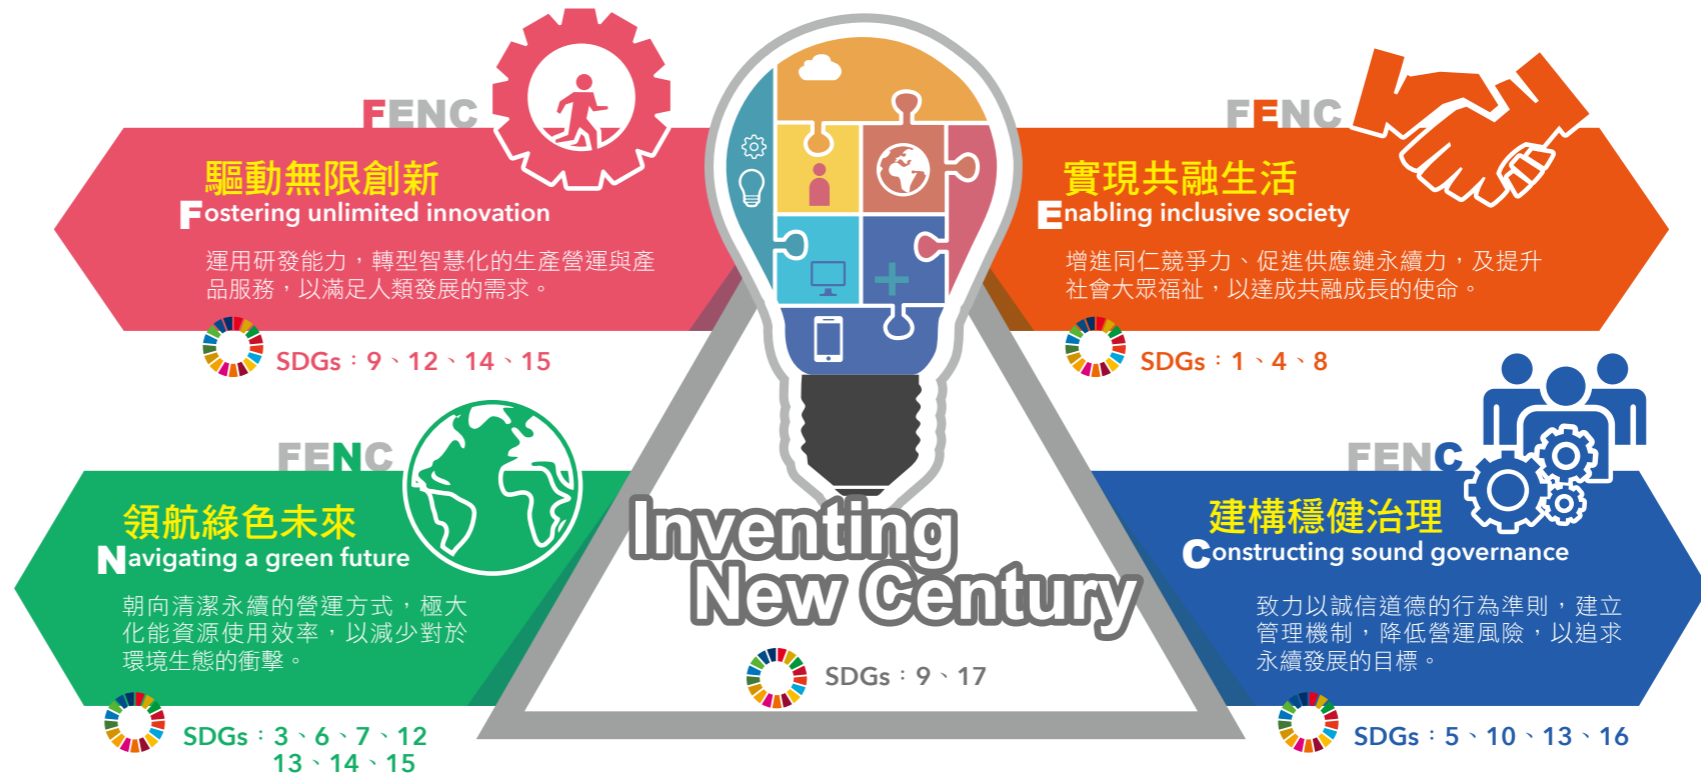 FENC
驅動無限創新
Fostering unlimited innovation
運用研發能力，轉型智慧化的生產營運與產
品服務，以滿足人類發展的需求。
SDGs：9、12、14、15
FENC
實現共融生活
Enabling inclusive society
增進同仁競爭力、促進供應鏈永續力，及提升
社會大眾福祉，以達成共融成長的使命。
SDGs：1、4、8
FENC
領航綠色未來
Navigating a green future
朝向清潔永續的營運方式，極大
化能資源使用效率，以減少對於
環境生態的衝擊。
SDGs：3、6、7、12
13、14、15
Inventing
New Century
SDGs：9、17
FENC
建構穩健治理
Constructing sound governance
致力以誠信道德的行為準則，建立
管理機制，降低營運風險，以追求
永續發展的目標。
SDGs：5、10、13、16